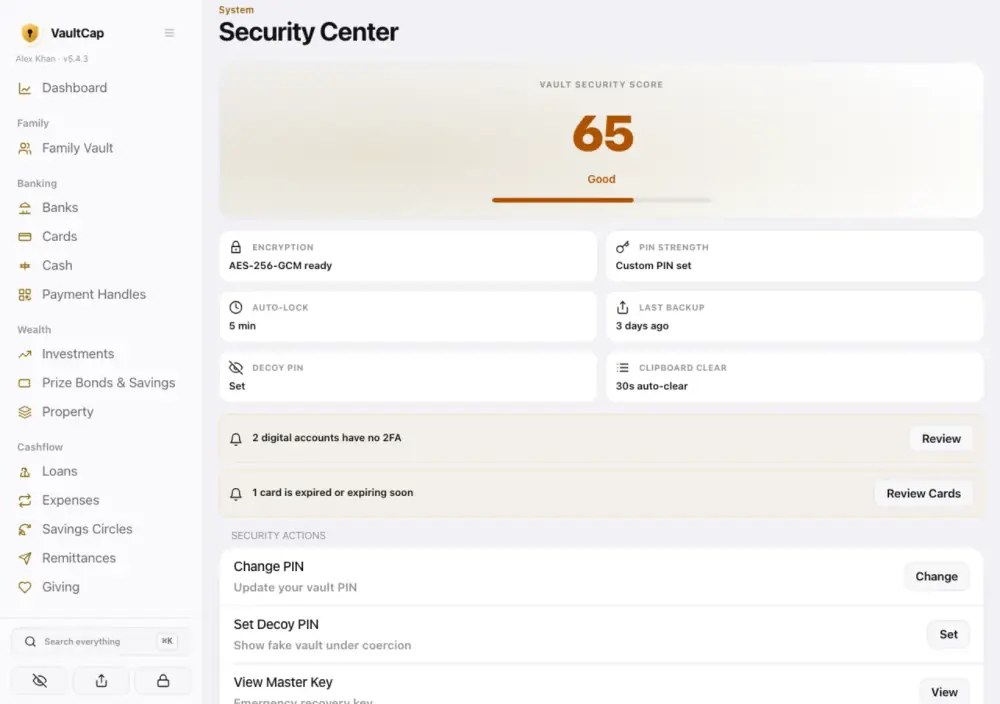 VaultCap
Alex Khan · v5.4.3
Dashboard
Family
Family Vault
Banking
Banks
Cards
Cash
Payment Handles
Wealth
Investments
Prize Bonds & Savings
Property
Cashflow
Loans
Expenses
Savings Circles
Remittances
Giving
Search everything ⌘K
System
Security Center
VAULT SECURITY SCORE
65
Good
ENCRYPTION
AES-256-GCM ready
PIN STRENGTH
Custom PIN set
AUTO-LOCK
5 min
LAST BACKUP
3 days ago
DECOY PIN
Set
CLIPBOARD CLEAR
30s auto-clear
2 digital accounts have no 2FA
Review
1 card is expired or expiring soon
Review Cards
SECURITY ACTIONS
Change PIN
Update your vault PIN
Change
Set Decoy PIN
Show fake vault under coercion
Set
View Master Key
Emergency recovery key
View